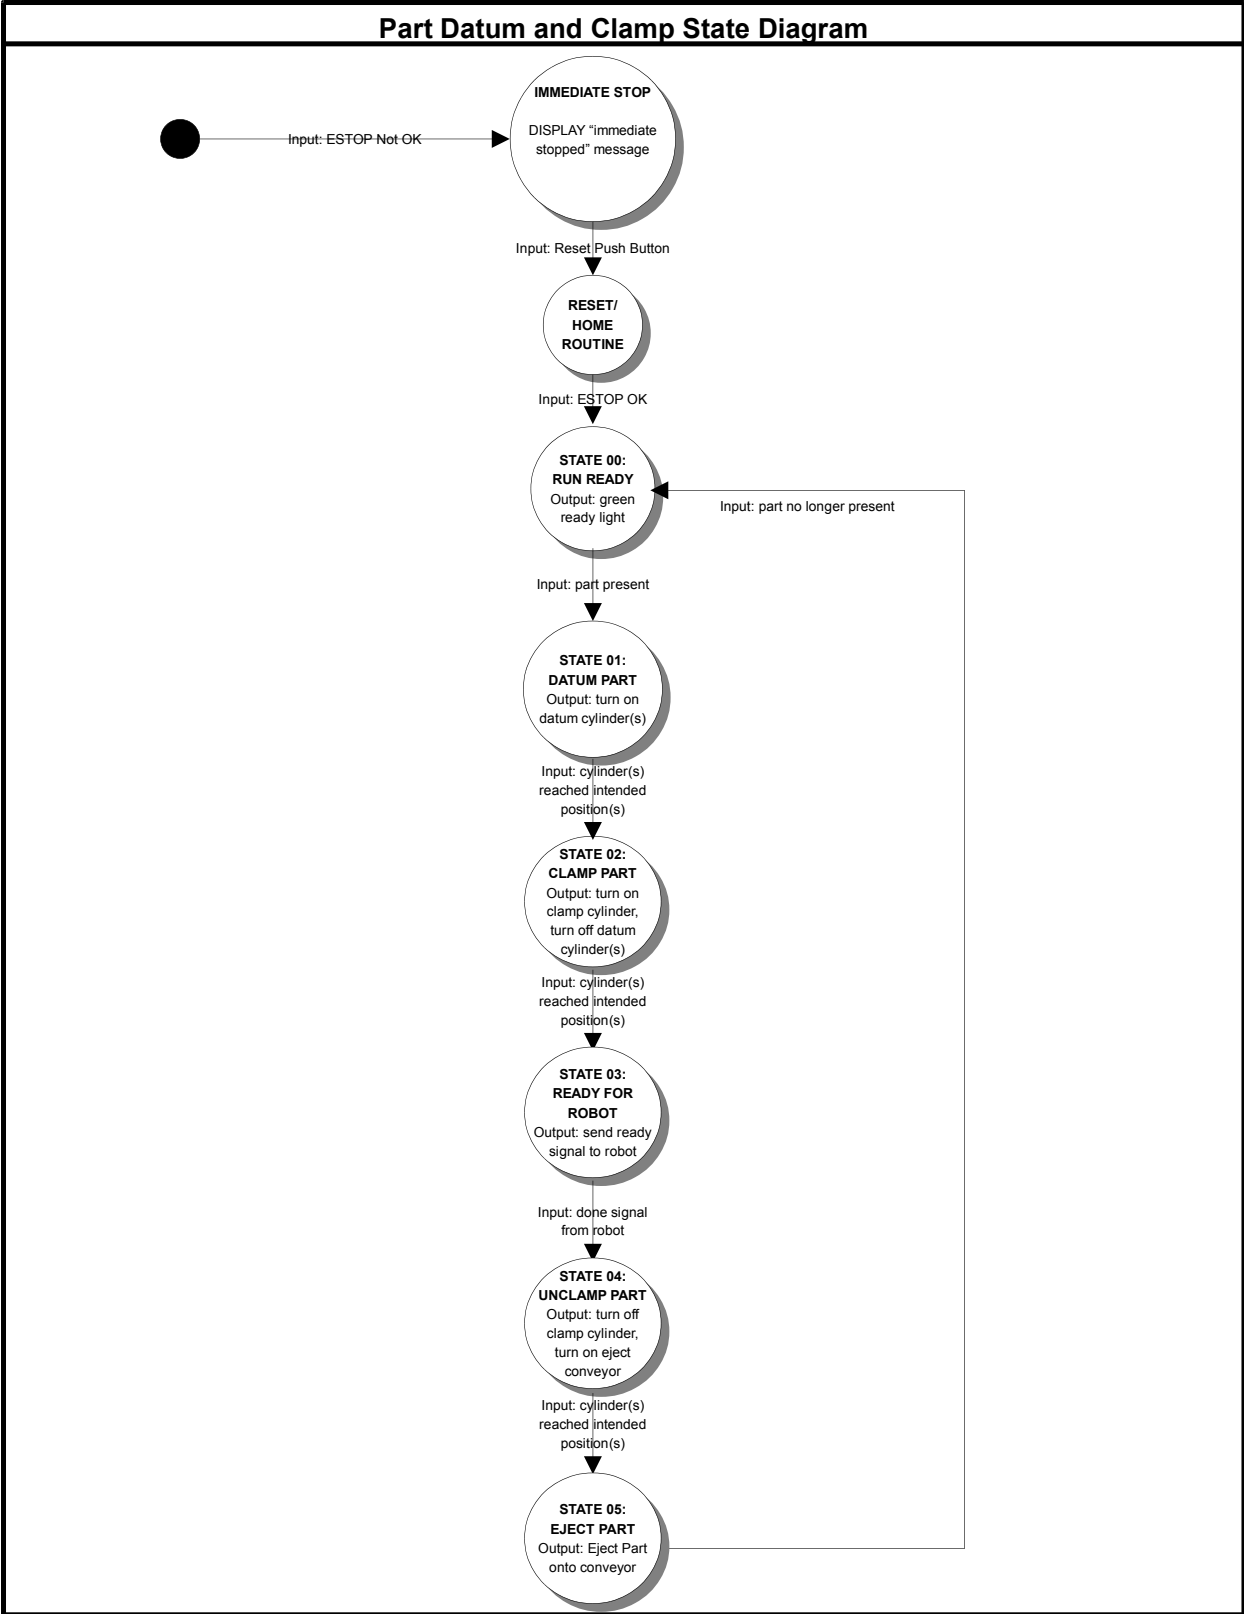 Part Datum and Clamp State Diagram
IMMEDIATE STOP
DISPLAY “immediate
stopped” message
Input: ESTOP Not OK
Input: Reset Push Button
RESET/
HOME
ROUTINE
Input: ESTOP OK
STATE 00:
RUN READY
Output: green
ready light
Input: part no longer present
Input: part present
STATE 01:
DATUM PART
Output: turn on
datum cylinder(s)
Input: cylinder(s)
reached intended
position(s)
STATE 02:
CLAMP PART
Output: turn on
clamp cylinder,
turn off datum
cylinder(s)
Input: cylinder(s)
reached intended
position(s)
STATE 03:
READY FOR
ROBOT
Output: send ready
signal to robot
Input: done signal
from robot
STATE 04:
UNCLAMP PART
Output: turn off
clamp cylinder,
turn on eject
conveyor
Input: cylinder(s)
reached intended
position(s)
STATE 05:
EJECT PART
Output: Eject Part
onto conveyor